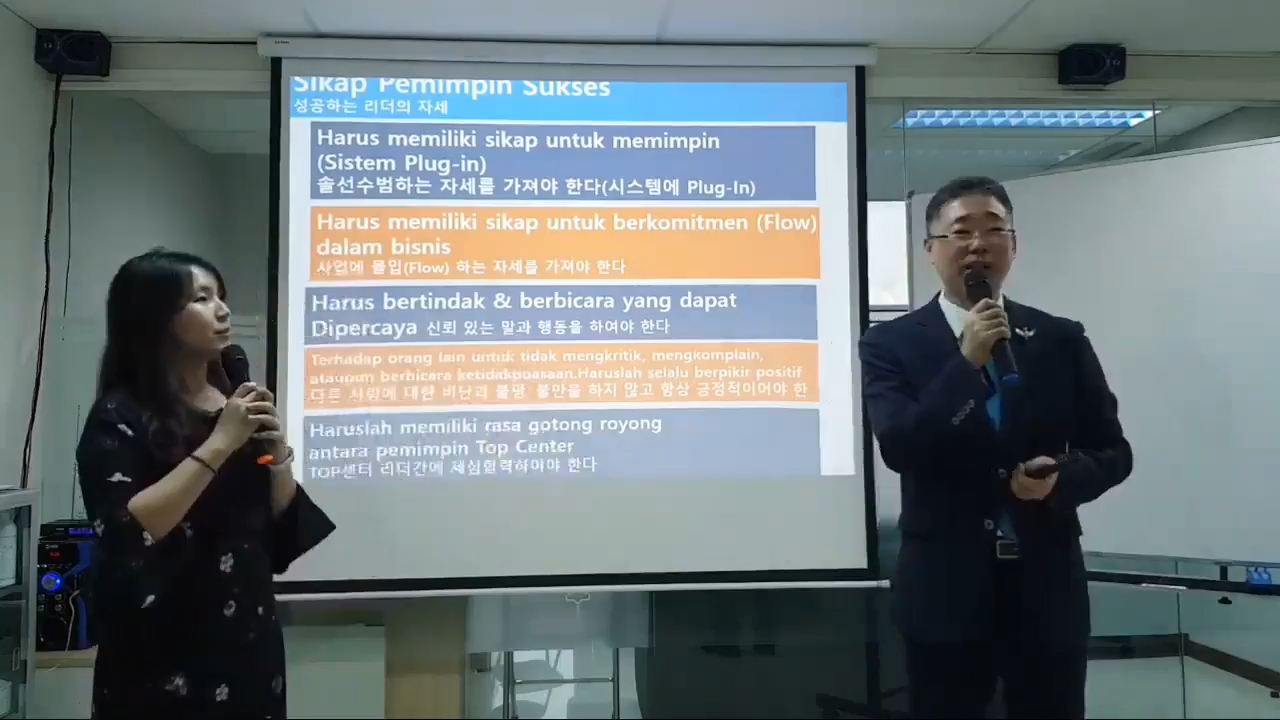 Sikap Pemimpin Sukses
성공하는 리더의 자세
Harus memiliki sikap untuk memimpin
(Sistem Plug-in)
솔선수범하는 자세를 가져야 한다(시스템에 Plug-In)
Harus memiliki sikap untuk berkomitmen (Flow)
dalam bisnis
사업에 몰입(Flow) 하는 자세를 가져야 한다
Harus bertindak & berbicara yang dapat
Dipercaya 신뢰 있는 말과 행동을 하여야 한다
Terhadap orang lain untuk tidak mengkritik, mengkomplain,
ataupun berbicara ketidakpuasaan.Haruslah selalu berpikir positif
다른 사람에 대한 비난과 불평 불만을 하지 않고 항상 긍정적이어야 한
Haruslah memiliki rasa gotong royong
antara pemimpin Top Center
TOP센터 리더간에 합력하여야 한다